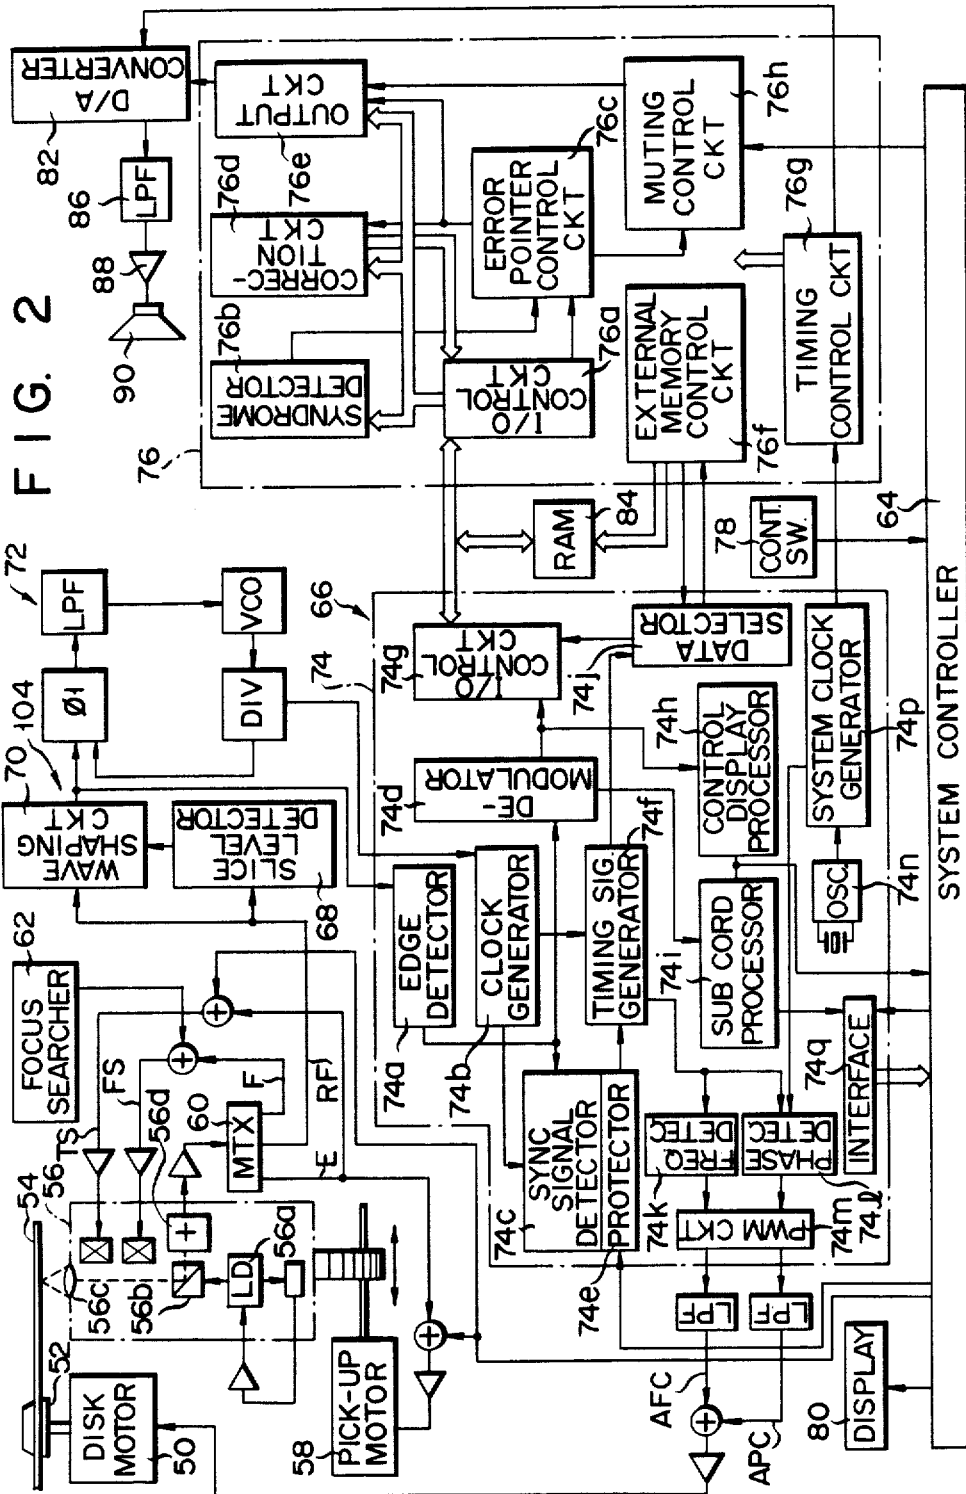 FIG. 2
54
TS
FS
FOCUS
SEARCHER
62
WAVE
SHAPING
CKT
70
104
Ø1
LPF
72
56
56d
60
MTX
F
RF
E
SLICE
LEVEL
DETECTOR
68
DIV
VCO
56c
56b
LD
56a
52
DISK
MOTOR
50
58
PICK-UP
MOTOR
90
88
86
LPF
82
D/A
CONVERTER
76
76b
SYNDROME
DETECTOR
76d
CORREC-
TION
CKT
76e
OUTPUT
CKT
76a
I/O
CONTROL
CKT
ERROR
POINTER
CONTROL
CKT
76c
EXTERNAL
MEMORY
CONTROL
CKT
76f
MUTING
CONTROL
CKT
76h
TIMING
CONTROL CKT
76g
RAM
84
78
CONT.
SW.
66
74
74a
EDGE
DETECTOR
74b
CLOCK
GENERATOR
74c
SYNC
SIGNAL
DETECTOR
PROTECTOR
74e
74d
DE-
MODULATOR
TIMING SIG.
GENERATOR
74f
74g
I/O
CONTROL
CKT
74j
DATA
SELECTOR
74h
CONTROL
DISPLAY
PROCESSOR
74i
SUB CORD
PROCESSOR
SYSTEM CLOCK
GENERATOR
74p
OSC.
74n
74k
FREQ.
DETEC.
PHASE
DETEC.
74l
PWM CKT
74m
74q
INTERFACE
LPF
LPF
AFC
APC
80
DISPLAY
SYSTEM CONTROLLER
64